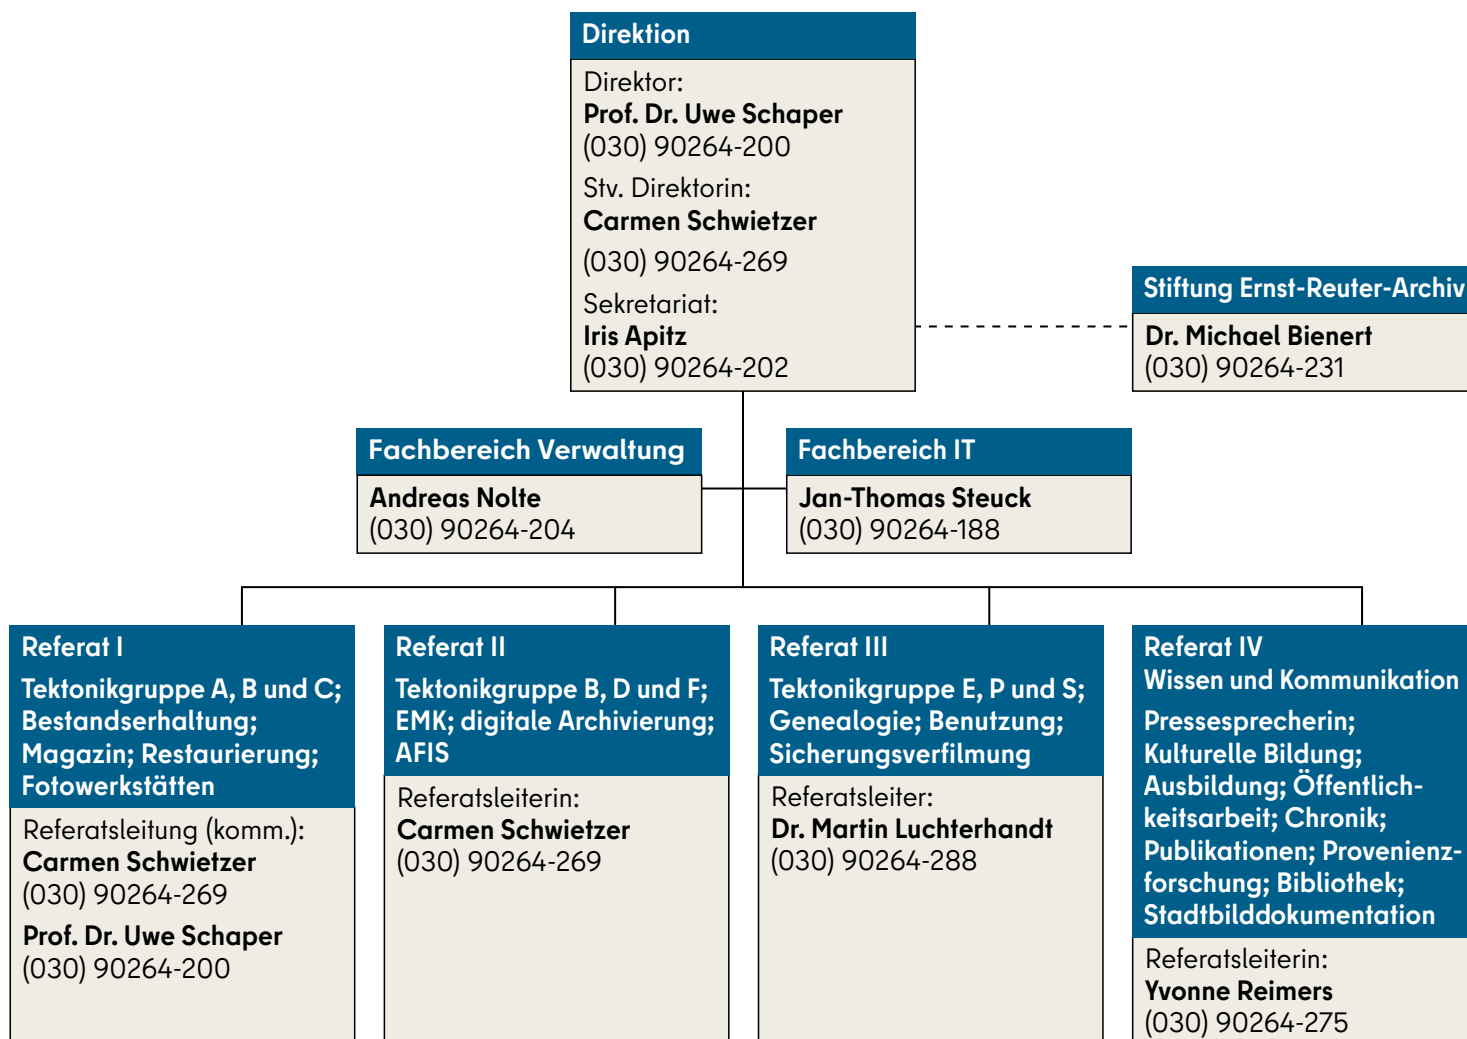 Direktion
Direktor:
Prof. Dr. Uwe Schaper
(030) 90264-200
Stv. Direktorin:
Carmen Schwietzer
(030) 90264-269
Sekretariat:
Iris Apitz
(030) 90264-202
Stiftung Ernst-Reuter-Archiv
Dr. Michael Bienert
(030) 90264-231
Fachbereich Verwaltung
Andreas Nolte
(030) 90264-204
Fachbereich IT
Jan-Thomas Steuck
(030) 90264-188
Referat I
Tektonikgruppe A, B und C;
Bestandserhaltung;
Magazin; Restaurierung;
Fotowerkstätten
Referatsleitung (komm.):
Carmen Schwietzer
(030) 90264-269
Prof. Dr. Uwe Schaper
(030) 90264-200
Referat II
Tektonikgruppe B, D und F;
EMK; digitale Archivierung;
AFIS
Referatsleiterin:
Carmen Schwietzer
(030) 90264-269
Referat III
Tektonikgruppe E, P und S;
Genealogie; Benutzung;
Sicherungsverfilmung
Referatsleiter:
Dr. Martin Luchterhandt
(030) 90264-288
Referat IV
Wissen und Kommunikation
Pressesprecherin;
Kulturelle Bildung;
Ausbildung; Öffentlich-
keitsarbeit; Chronik;
Publikationen; Provenienz-
forschung; Bibliothek;
Stadtbilddokumentation
Referatsleiterin:
Yvonne Reimers
(030) 90264-275